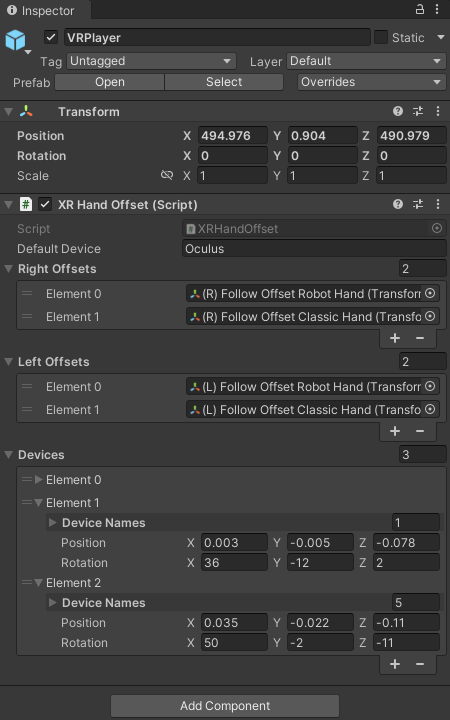 Inspector
VRPlayer
Static
Tag Untagged Layer Default
Prefab Open Select Overrides
Transform
Position X 494.976 Y 0.904 Z 490.979
Rotation X 0 Y 0 Z 0
Scale X 1 Y 1 Z 1
# XR Hand Offset (Script)
Script # XRHandOffset
Default Device Oculus
Right Offsets 2
= Element 0 (R) Follow Offset Robot Hand (Transforr
= Element 1 (R) Follow Offset Classic Hand (Transfo
+ −
Left Offsets 2
= Element 0 (L) Follow Offset Robot Hand (Transforr
= Element 1 (L) Follow Offset Classic Hand (Transfo
+ −
Devices 3
= Element 0
= Element 1
Device Names 1
Position X 0.003 Y -0.005 Z -0.078
Rotation X 36 Y -12 Z 2
= Element 2
Device Names 5
Position X 0.035 Y -0.022 Z -0.11
Rotation X 50 Y -2 Z -11
+ −
Add Component